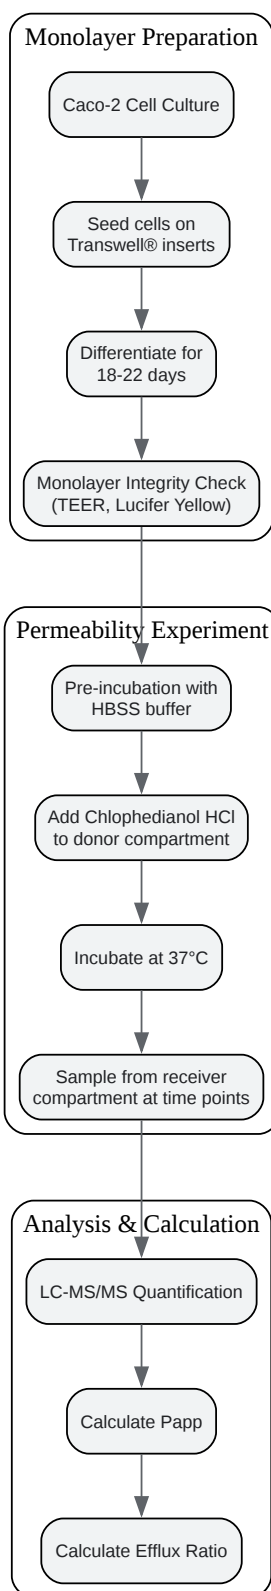 Monolayer Preparation
Caco-2 Cell Culture
Seed cells on
Transwell® inserts
Differentiate for
18-22 days
Monolayer Integrity Check
(TEER, Lucifer Yellow)
Permeability Experiment
Pre-incubation with
HBSS buffer
Add Chlophedianol HCl
to donor compartment
Incubate at 37°C
Sample from receiver
compartment at time points
Analysis & Calculation
LC-MS/MS Quantification
Calculate Papp
Calculate Efflux Ratio